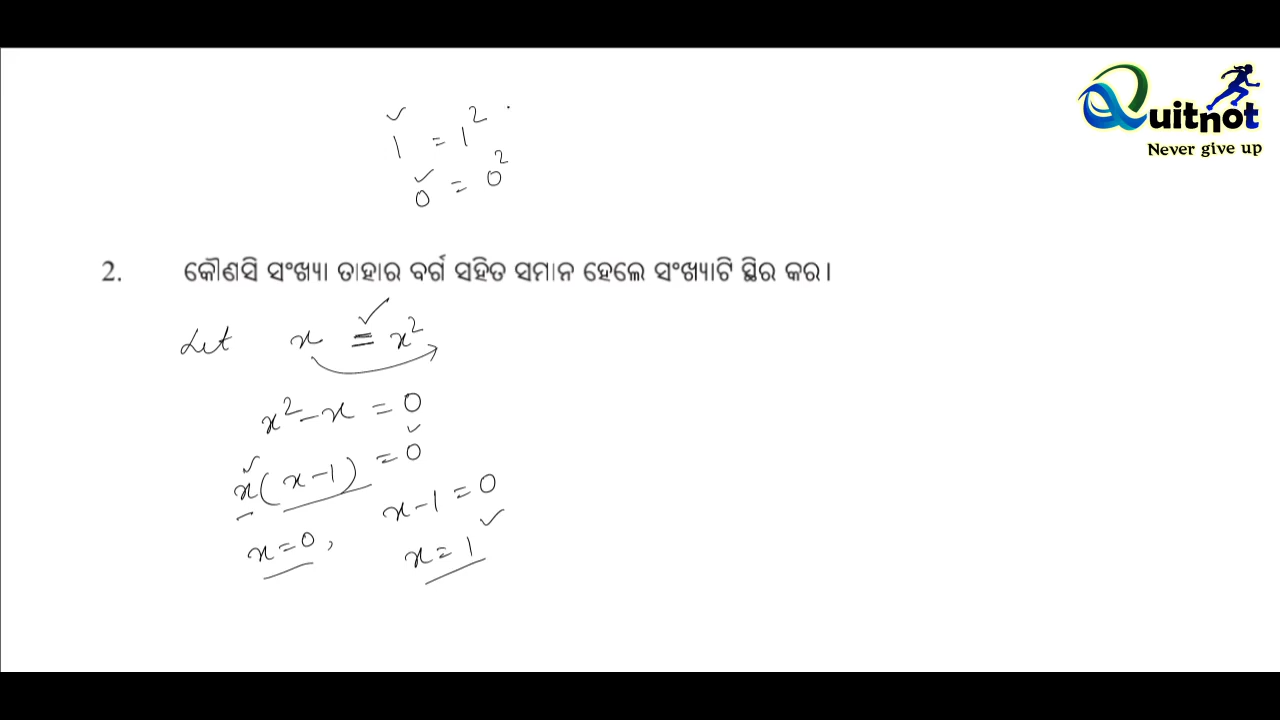 Quitnot
Never give up
1 = 1²
0 = 0²
2. କୌଣସି ସଂଖ୍ୟା ତାହାର ବର୍ଗ ସହିତ ସମାନ ହେଲେ ସଂଖ୍ୟାଟି ସ୍ଥିର କର।
Let x = x²
x² - x = 0
x(x-1) = 0
x-1 = 0
x=0, x=1